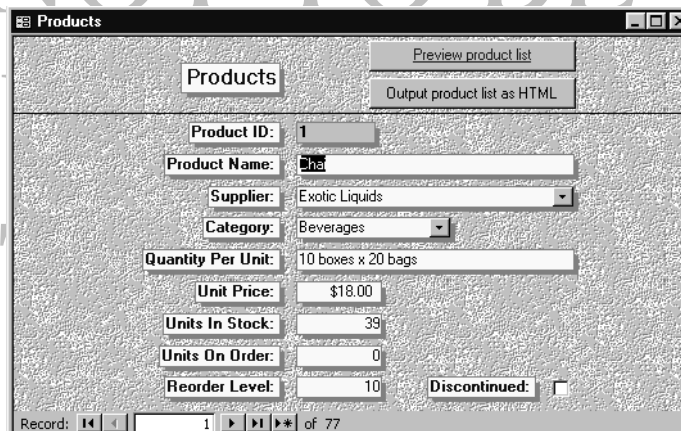 Products
Preview product list
Products
Output product list as HTML
Product ID: 1
Product Name: Chai
Supplier: Exotic Liquids
Category: Beverages
Quantity Per Unit: 10 boxes x 20 bags
Unit Price: $18.00
Units In Stock: 39
Units On Order: 0
Reorder Level: 10 Discontinued:
Record: 1 of 77